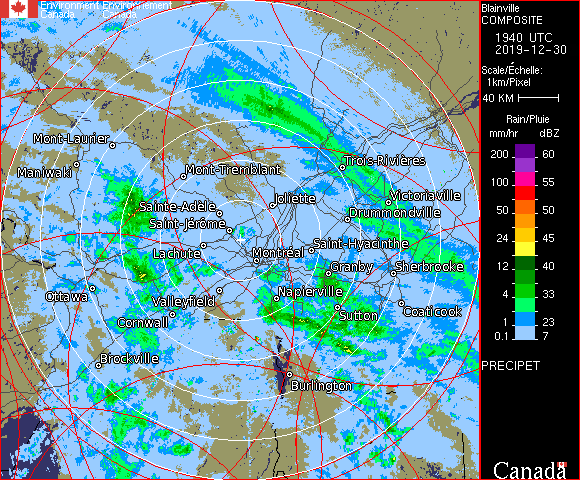 Environment Environnement
Canada Canada
Blainville
COMPOSITE
1940 UTC
2019-12-30
Scale/Échelle:
1km/Pixel
40 KM
Rain/Pluie
mm/hr dBZ
200 60
100 55
50 50
24 45
12 40
4 33
1 23
0.1 7
PRECIPET
Canada
Mont-Laurier
Maniwaki
Mont-Tremblant
Trois-Rivières
Sainte-Adèle
Joliette
Victoriaville
Saint-Jérôme
Drummondville
Lachute
Montréal
Saint-Hyacinthe
Granby
Sherbrooke
Ottawa
Valleyfield
Napierville
Cornwall
Sutton
Coaticook
Brockville
Burlington